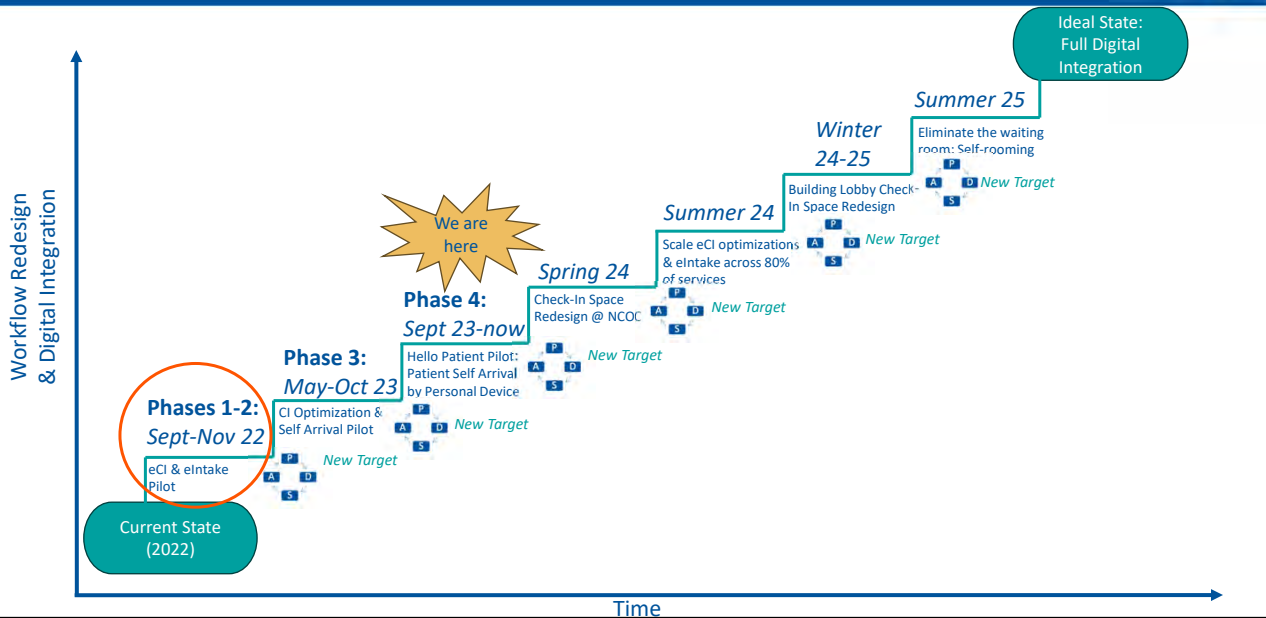 Ideal State:
Full Digital
Integration
Summer 25
Eliminate the waiting
room: Self-rooming
P
A
D
S
New Target
Winter
24-25
Building Lobby Check-
In Space Redesign
P
A
D
S
New Target
Summer 24
Scale eCI optimizations
& eIntake across 80%
of services
P
A
D
S
New Target
Spring 24
Check-In Space
Redesign @ NCOC
P
A
D
S
New Target
We are
here
Phase 4:
Sept 23-now
Hello Patient Pilot:
Patient Self Arrival
by Personal Device
P
A
D
S
New Target
Phase 3:
May-Oct 23
CI Optimization &
Self Arrival Pilot
P
A
D
S
New Target
Phases 1-2:
Sept-Nov 22
eCI & eIntake
Pilot
Current State
(2022)
Workflow Redesign
& Digital Integration
Time